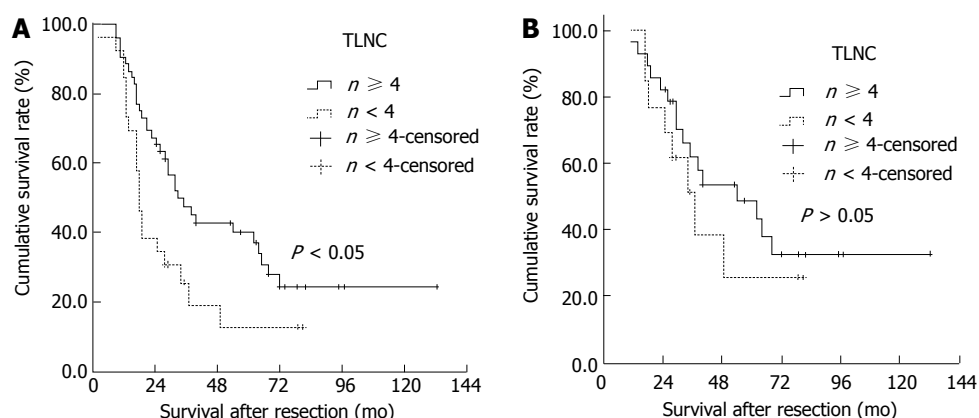 A
Cumulative survival rate (%)
100.0
80.0
60.0
40.0
20.0
0.0
TLNC
n ⩾ 4
n < 4
n ⩾ 4-censored
n < 4-censored
P < 0.05
0 24 48 72 96 120 144
Survival after resection (mo)
B
Cumulative survival rate (%)
100.0
80.0
60.0
40.0
20.0
0.0
TLNC
n ⩾ 4
n < 4
n ⩾ 4-censored
n < 4-censored
P > 0.05
0 24 48 72 96 120 144
Survival after resection (mo)